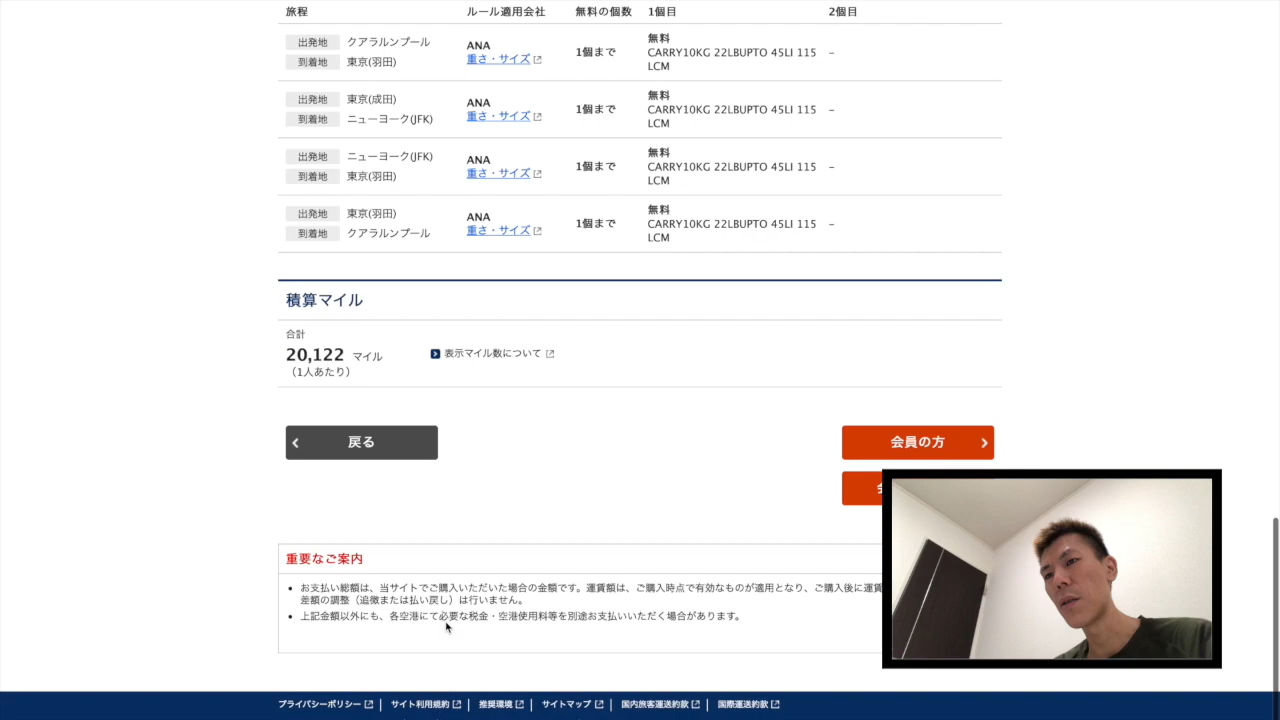 旅程 ルール適用会社 無料の個数 1個目 2個目
出発地 クアラルンプール
到着地 東京(羽田)
ANA
重さ・サイズ
1個まで
無料
CARRY10KG 22LBUPTO 45LI 115
LCM
–
出発地 東京(成田)
到着地 ニューヨーク(JFK)
ANA
重さ・サイズ
1個まで
無料
CARRY10KG 22LBUPTO 45LI 115
LCM
–
出発地 ニューヨーク(JFK)
到着地 東京(羽田)
ANA
重さ・サイズ
1個まで
無料
CARRY10KG 22LBUPTO 45LI 115
LCM
–
出発地 東京(羽田)
到着地 クアラルンプール
ANA
重さ・サイズ
1個まで
無料
CARRY10KG 22LBUPTO 45LI 115
LCM
–
積算マイル
合計
20,122 マイル
(1人あたり)
表示マイル数について
戻る
会員の方
重要なご案内
お支払い総額は、当サイトでご購入いただいた場合の金額です。運賃額は、ご購入時点で有効なものが適用となり、ご購入後に運賃
差額の調整（追徴または払い戻し）は行いません。
上記金額以外にも、各空港にて必要な税金・空港使用料等を別途お支払いいただく場合があります。
プライバシーポリシー | サイト利用規約 | 推奨環境 | サイトマップ | 国内旅客運送約款 | 国際運送約款